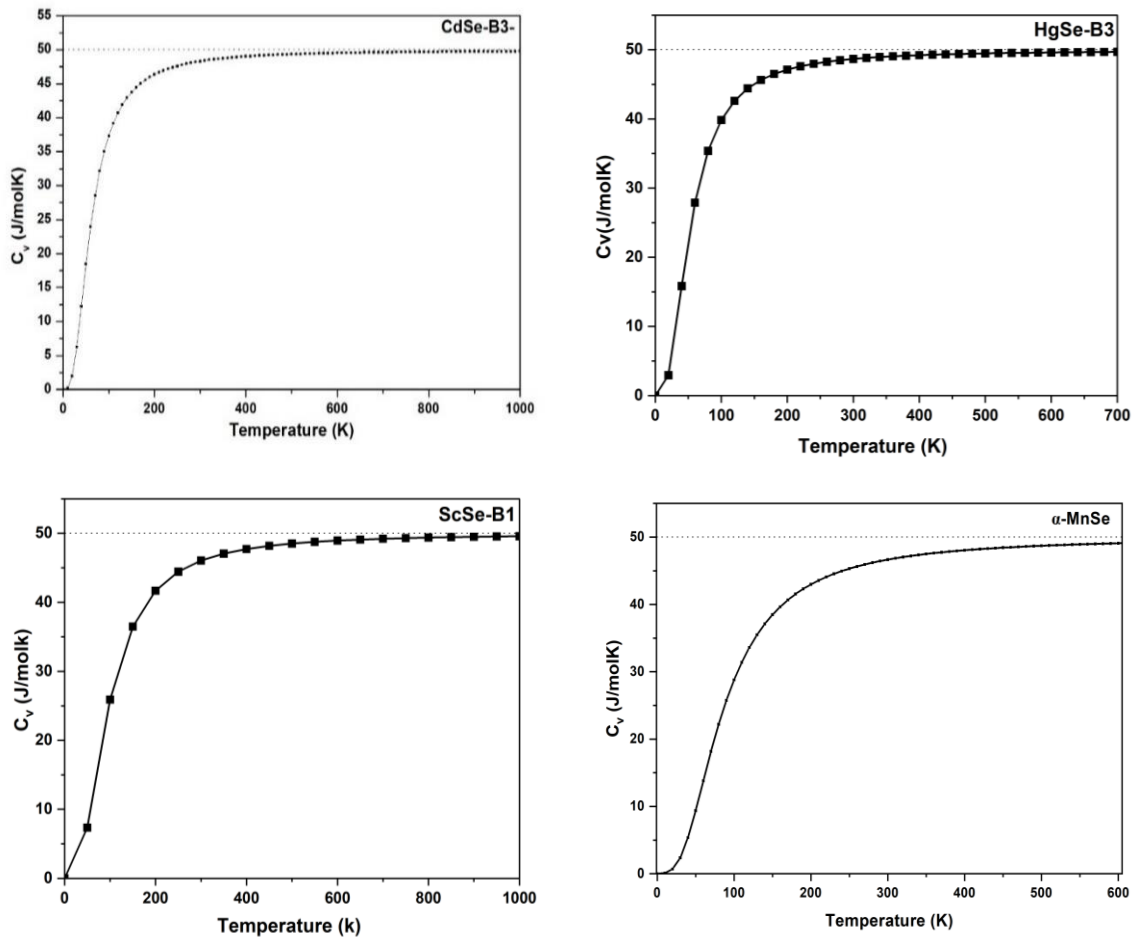 CdSe-B3-
55
50
45
40
35
30
25
20
15
10
5
0
C_v (J/molK)
0 200 400 600 800 1000
Temperature (K)
HgSe-B3
50
40
30
20
10
0
Cv(J/molK)
0 100 200 300 400 500 600 700
Temperature (K)
ScSe-B1
50
40
30
20
10
0
C_v (J/molk)
0 200 400 600 800 1000
Temperature (k)
α-MnSe
50
40
30
20
10
0
C_v (J/molK)
0 100 200 300 400 500 600
Temperature (K)